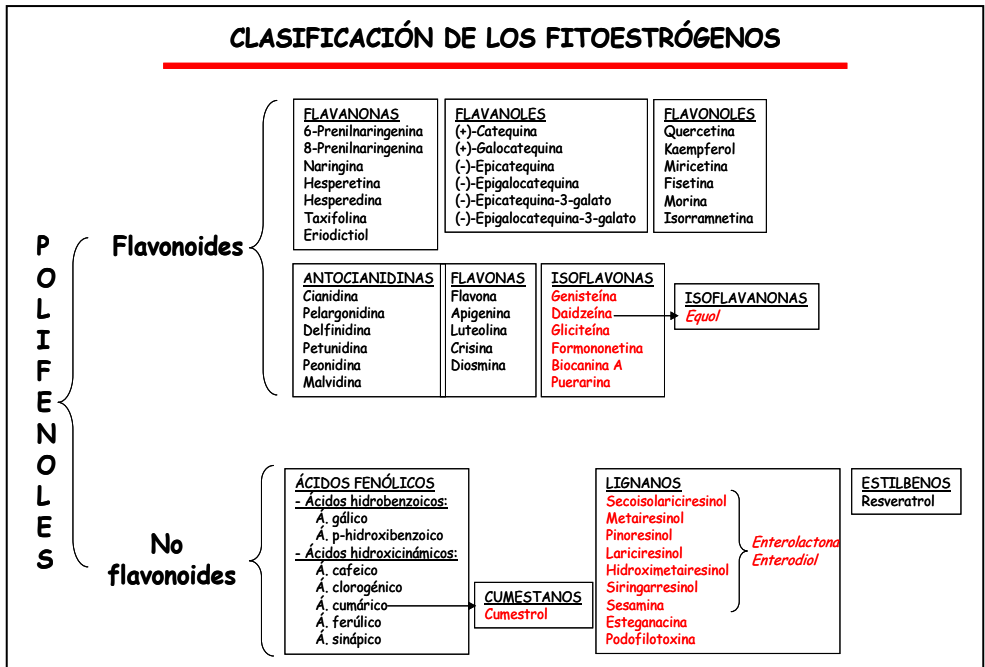 CLASIFICACIÓN DE LOS FITOESTRÓGENOS
POLIFENOLES
Flavonoides
FLAVANONAS
6-Prenilnaringenina
8-Prenilnaringenina
Naringina
Hesperetina
Hesperedina
Taxifolina
Eriodictiol
FLAVANOLES
(+)-Catequina
(+)-Galocatequina
(-)-Epicatequina
(-)-Epigalocatequina
(-)-Epicatequina-3-galato
(-)-Epigalocatequina-3-galato
FLAVONOLES
Quercetina
Kaempferol
Miricetina
Fisetina
Morina
Isorramnetina
ANTOCIANIDINAS
Cianidina
Pelargonidina
Delfinidina
Petunidina
Peonidina
Malvidina
FLAVONAS
Flavona
Apigenina
Luteolina
Crisina
Diosmina
ISOFLAVONAS
Genisteína
Daidzeína
Gliciteína
Formononetina
Biocanina A
Puerarina
ISOFLAVANONAS
Equol
No
flavonoides
ÁCIDOS FENÓLICOS
- Ácidos hidrobenzoicos:
Á. gálico
Á. p-hidroxibenzoico
- Ácidos hidroxicinámicos:
Á. cafeico
Á. clorogénico
Á. cumárico
Á. ferúlico
Á. sinápico
CUMESTANOS
Cumestrol
LIGNANOS
Secoisolariciresinol
Metairesinol
Pinoresinol
Lariciresinol
Hidroximetairesinol
Siringarresinol
Sesamina
Esteganacina
Podofilotoxina
Enterolactona
Enterodiol
ESTILBENOS
Resveratrol